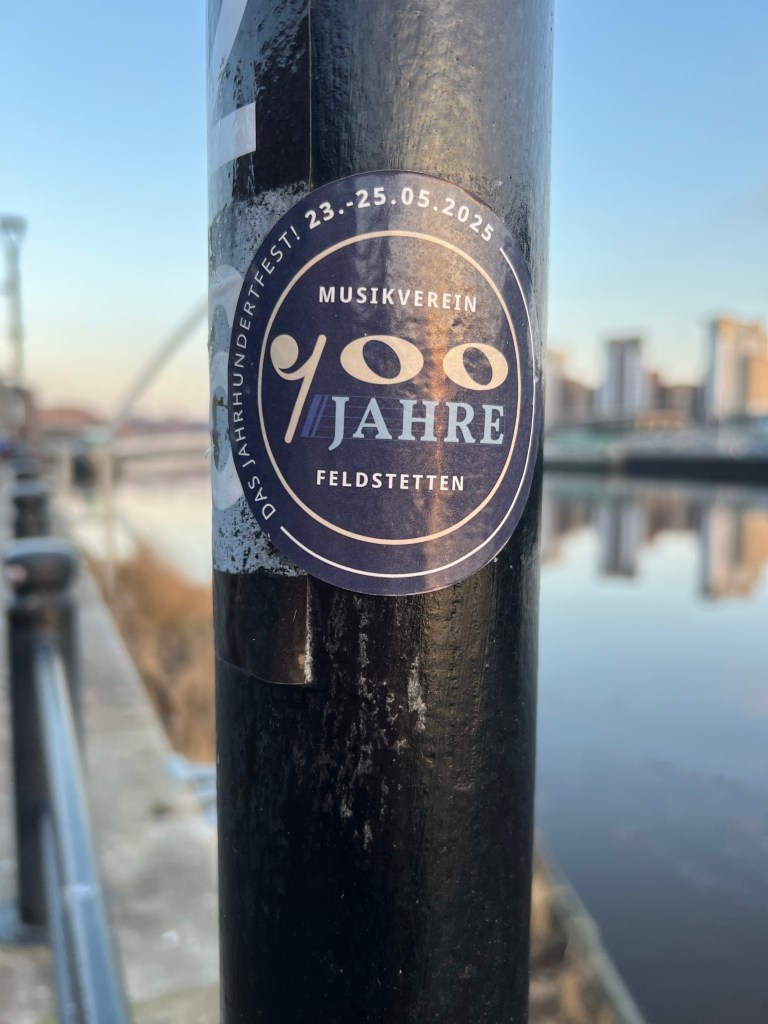 DAS JAHRHUNDERTFEST! 23.-25.05.2025
MUSIKVEREIN
100
JAHRE
FELDSTETTEN